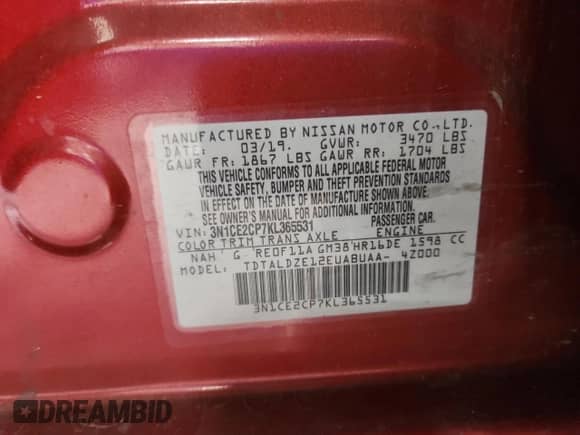 MANUFACTURED BY NISSAN MOTOR CO.,LTD.
DATE: 03/19. GVWR: 3470 LBS
GAWR FR: 1867 LBS GAWR RR: 1704 LBS
THIS VEHICLE CONFORMS TO ALL APPLICABLE FEDERAL MOTOR
VEHICLE SAFETY, BUMPER AND THEFT PREVENTION STANDARDS
IN EFFECT ON THE DATE OF MANUFACTURE SHOWN ABOVE.
SEE OWNER'S MANUAL FOR ADDITIONAL INFORMATION.
VIN: 3N1CE2CP7KL365531 PASSENGER CAR.
COLOR TRIM TRANS AXLE ENGINE
NAH G RE0F11A GM38 HR16DE 1598 CC
MODEL: TDTALDZE12EUABUAA- 4Z000
3N1CE2CP7KL365531
DREAMBID